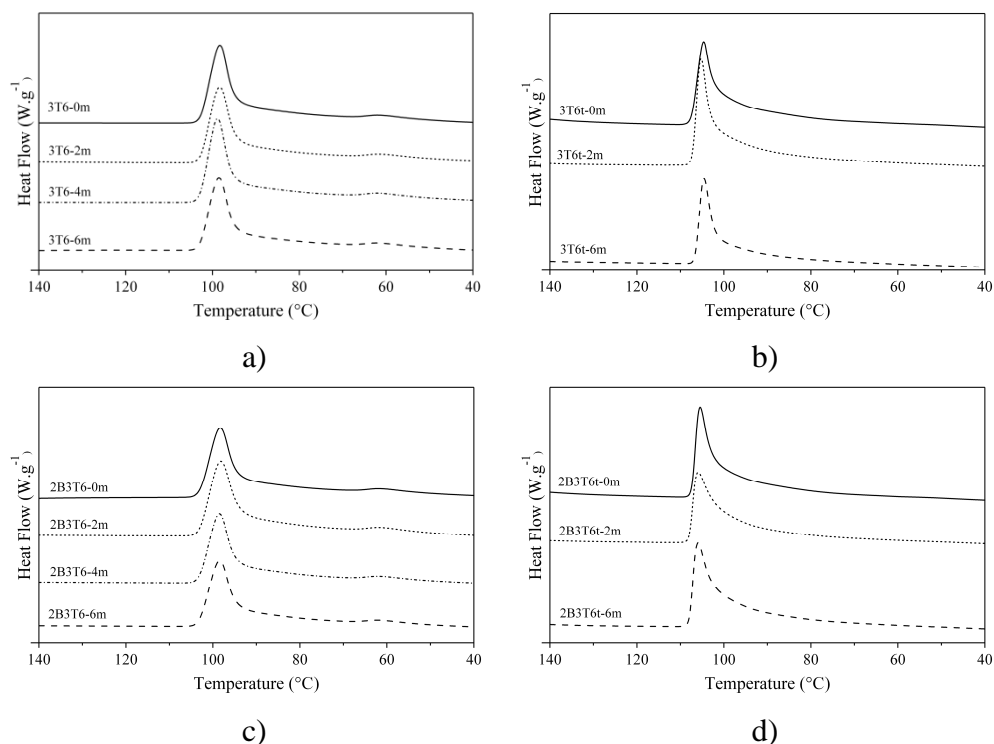 Heat Flow (W.g-1)
3T6-0m
3T6-2m
3T6-4m
3T6-6m
140 120 100 80 60 40
Temperature (°C)
a)
Heat Flow (W.g-1)
3T6t-0m
3T6t-2m
3T6t-6m
140 120 100 80 60 40
Temperature (°C)
b)
Heat Flow (W.g-1)
2B3T6-0m
2B3T6-2m
2B3T6-4m
2B3T6-6m
140 120 100 80 60 40
Temperature (°C)
c)
Heat Flow (W.g-1)
2B3T6t-0m
2B3T6t-2m
2B3T6t-6m
140 120 100 80 60 40
Temperature (°C)
d)